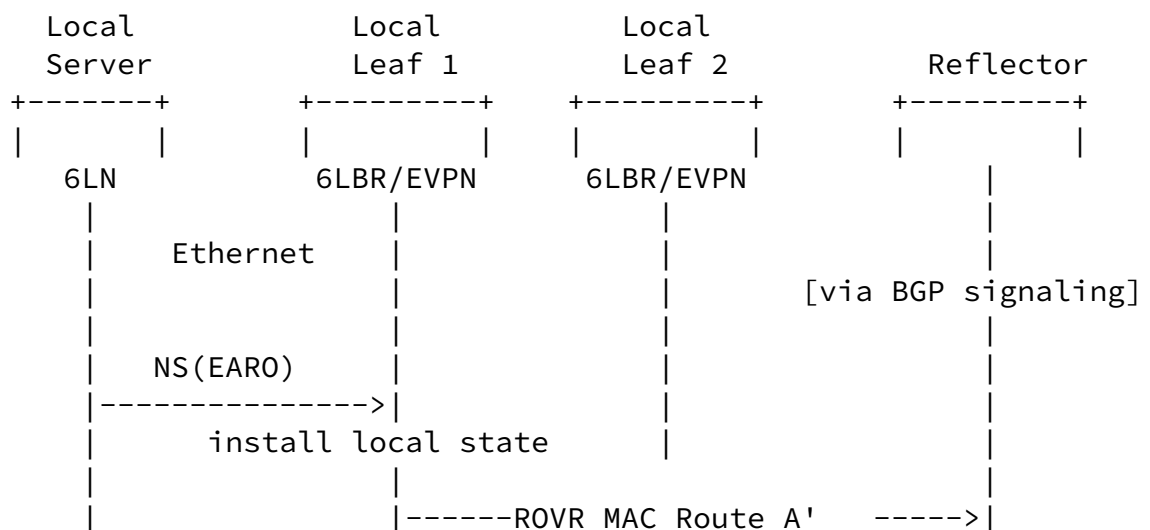 Local Local Local
Server Leaf 1 Leaf 2 Reflector
+-------+ +---------+ +---------+ +---------+
| | | | | | | |
6LN 6LBR/EVPN 6LBR/EVPN |
| | | |
| Ethernet | | |
| | | [via BGP signaling]
| | | |
| NS(EARO) | | |
|--------------->| | |
| install local state | |
| | |
| |------ROVR MAC Route A' ----->|